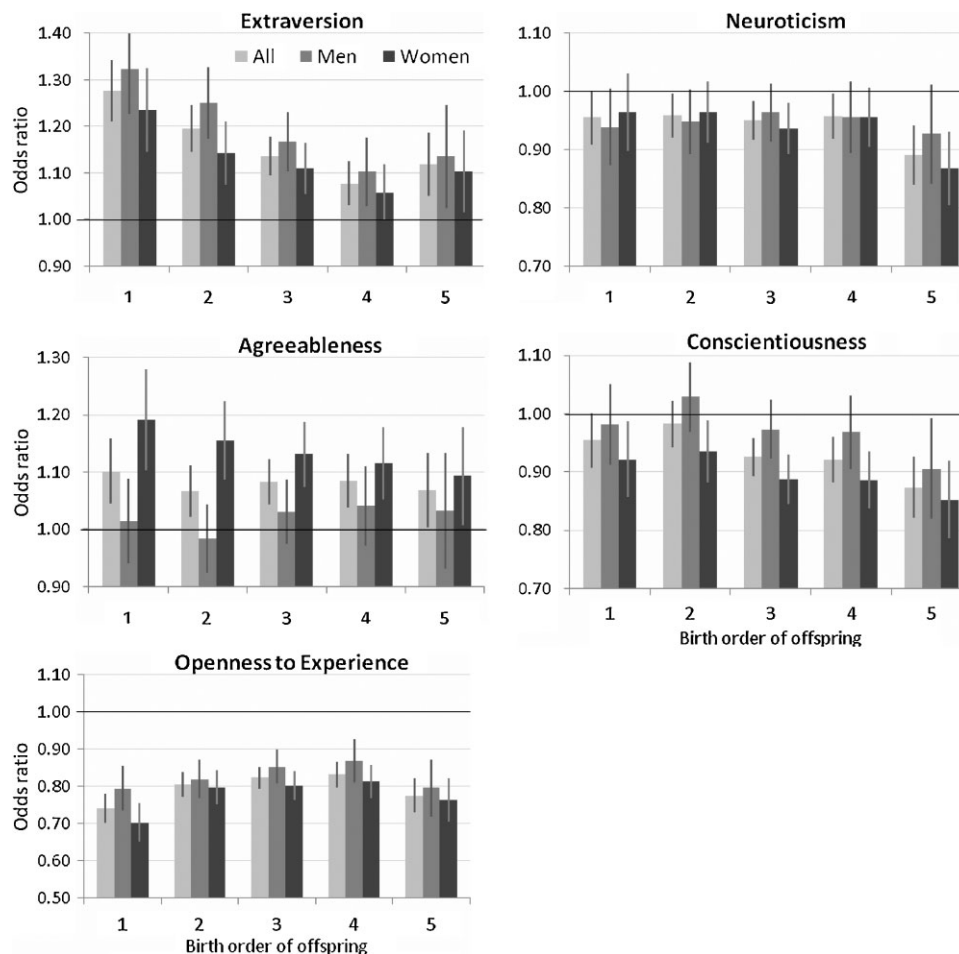 Extraversion
1.40
All Men Women
1.30
1.20
1.10
1.00
0.90
Odds ratio
1 2 3 4 5
Neuroticism
1.10
1.00
0.90
0.80
0.70
1 2 3 4 5
Agreeableness
1.30
1.20
1.10
1.00
0.90
Odds ratio
1 2 3 4 5
Conscientiousness
1.10
1.00
0.90
0.80
0.70
1 2 3 4 5
Birth order of offspring
Openness to Experience
1.10
1.00
0.90
0.80
0.70
0.60
0.50
Odds ratio
1 2 3 4 5
Birth order of offspring